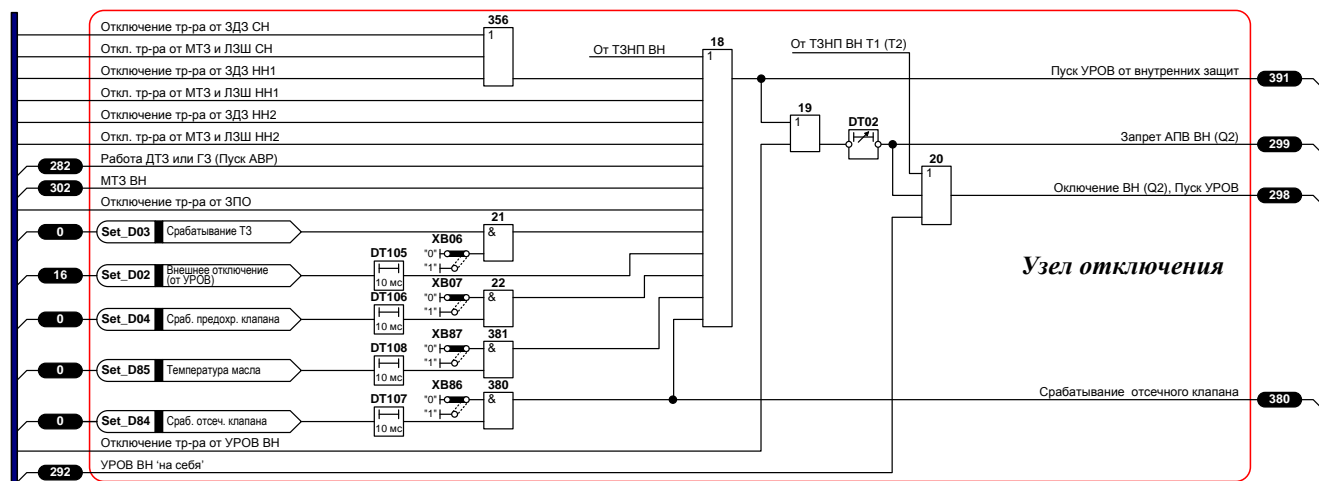 Отключение тр-ра от ЗДЗ СН
356
1
Откл. тр-ра от МТЗ и ЛЗШ СН
От ТЗНП ВН
18
1
От ТЗНП ВН Т1 (Т2)
Отключение тр-ра от ЗДЗ НН1
Пуск УРОВ от внутренних защит
391
Откл. тр-ра от МТЗ и ЛЗШ НН1
19
1
Отключение тр-ра от ЗДЗ НН2
DT02
Откл. тр-ра от МТЗ и ЛЗШ НН2
Запрет АПВ ВН (Q2)
299
282
Работа ДТЗ или ГЗ (Пуск АВР)
20
1
302
МТЗ ВН
Оключение ВН (Q2), Пуск УРОВ
298
Отключение тр-ра от ЗПО
0
Set_D03
Срабатывание ТЗ
21
&
XB06
"0"
"1"
16
Set_D02
Внешнее отключение
(от УРОВ)
DT105
10 мс
Узел отключения
XB07
"0"
"1"
22
&
0
Set_D04
Сраб. предохр. клапана
DT106
10 мс
XB87
"0"
"1"
381
&
0
Set_D85
Температура масла
DT108
10 мс
XB86
"0"
"1"
380
&
Срабатывание отсечного клапана
380
0
Set_D84
Сраб. отсеч. клапана
DT107
10 мс
Отключение тр-ра от УРОВ ВН
292
УРОВ ВН ‘на себя’